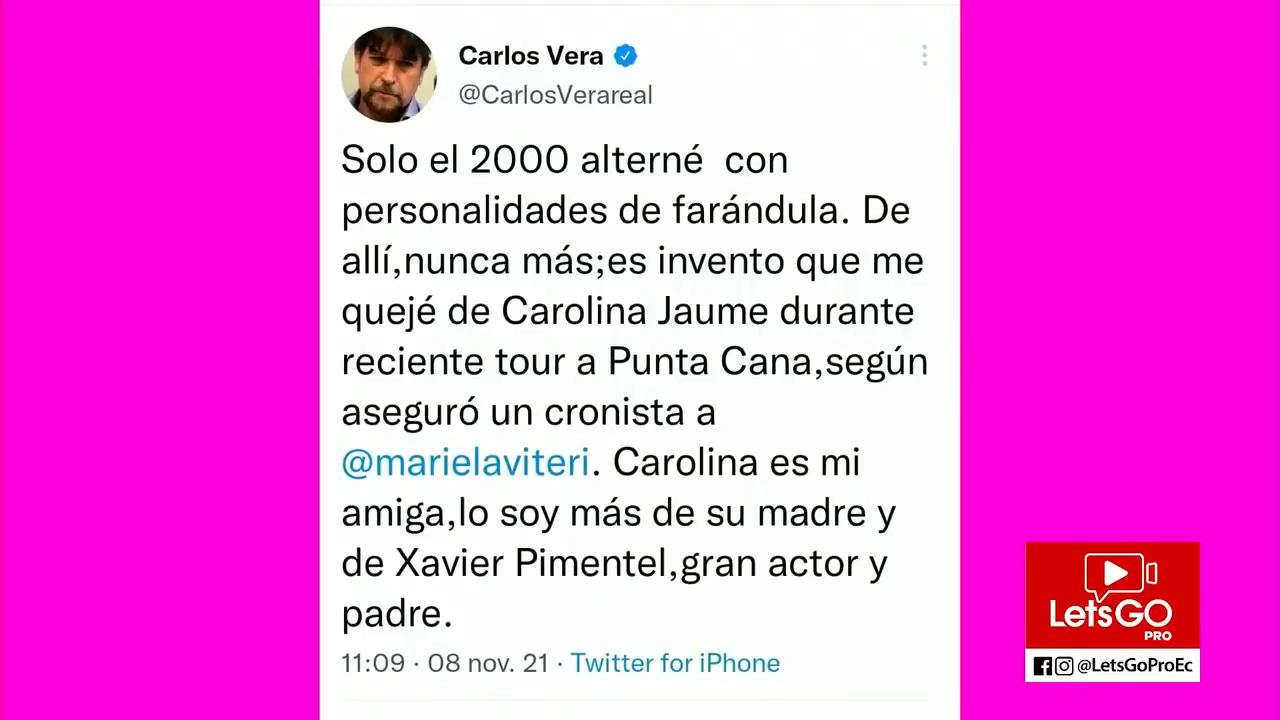 Carlos Vera
@CarlosVerareal
Solo el 2000 alterné  con
personalidades de farándula. De
allí,nunca más;es invento que me
quejé de Carolina Jaume durante
reciente tour a Punta Cana,según
aseguró un cronista a
@marielaviteri. Carolina es mi
amiga,lo soy más de su madre y
de Xavier Pimentel,gran actor y
padre.
11:09 · 08 nov. 21 · Twitter for iPhone
LetsGO
PRO
@LetsGoProEc